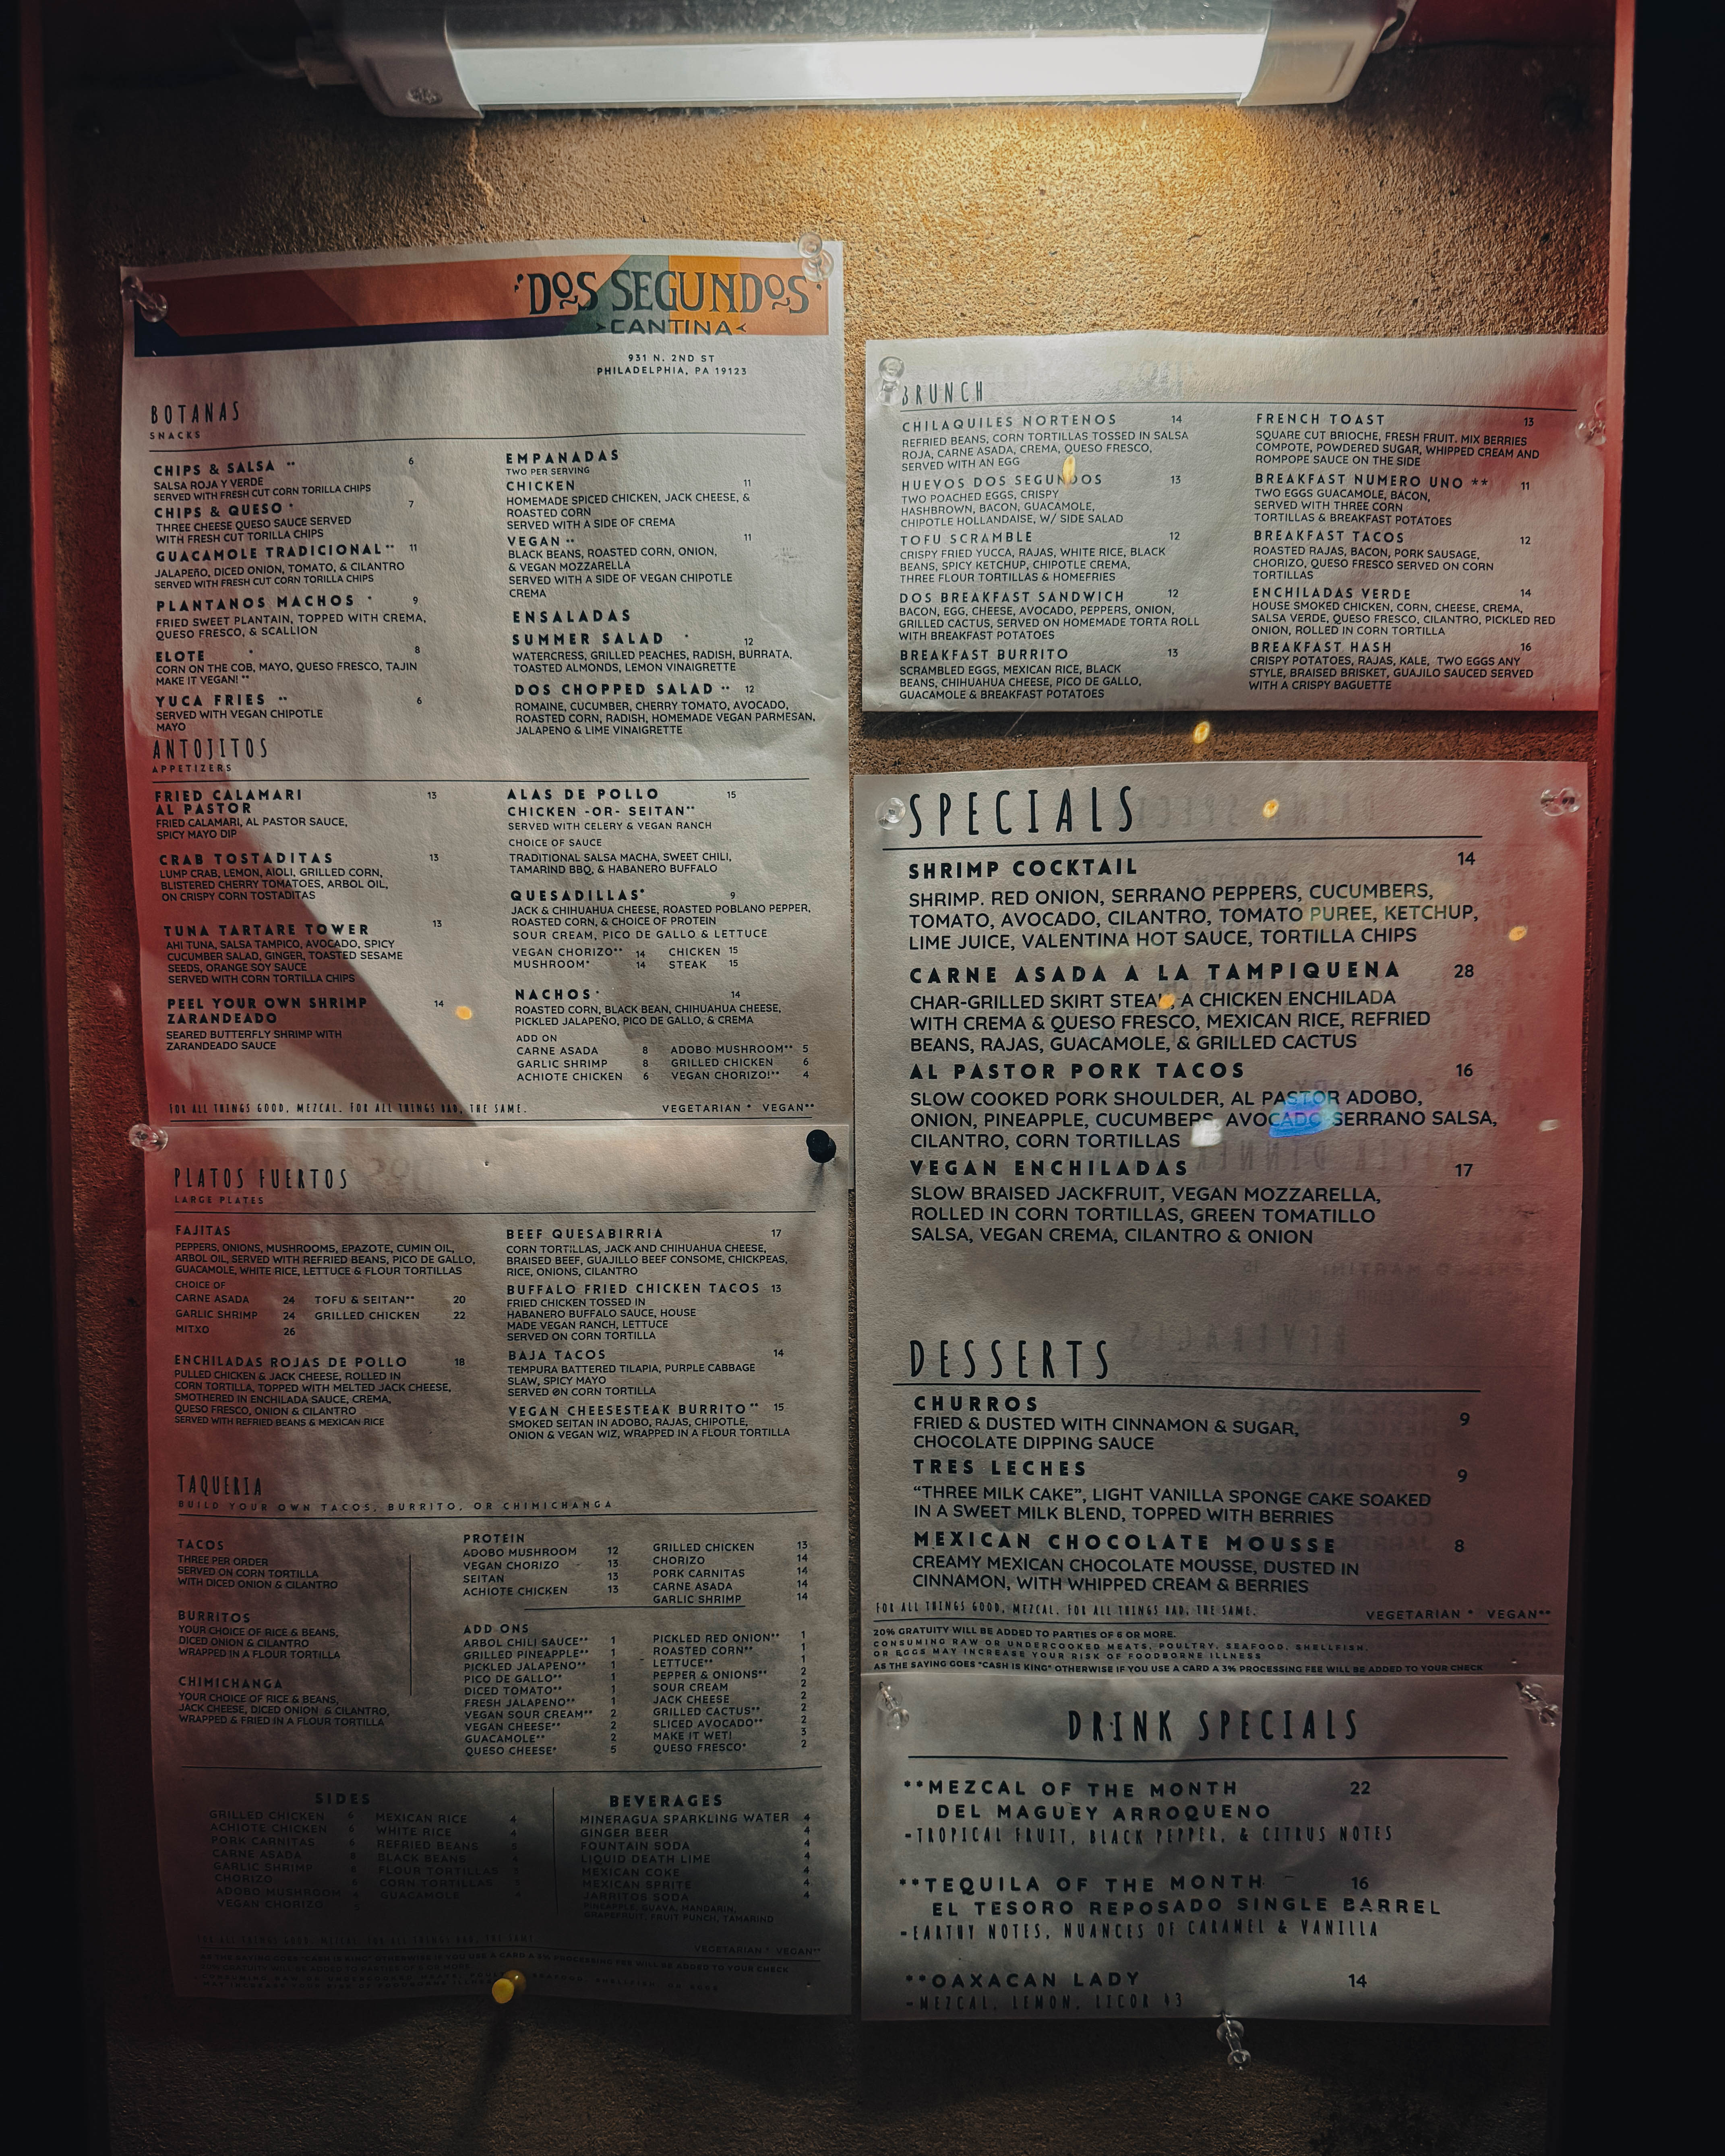 'DOS SEGUNDOS'
CANTINA
931 N. 2ND ST
PHILADELPHIA, PA 19123
BOTANAS
SNACKS
CHIPS & SALSA ** 6
SALSA ROJA Y VERDE
SERVED WITH FRESH CUT CORN TORILLA CHIPS
CHIPS & QUESO * 7
THREE CHEESE QUESO SAUCE SERVED
WITH FRESH CUT TORILLA CHIPS
GUACAMOLE TRADICIONAL** 11
JALAPEñO, DICED ONION, TOMATO, & CILANTRO
SERVED WITH FRESH CUT CORN TORILLA CHIPS
PLANTANOS MACHOS * 9
FRIED SWEET PLANTAIN, TOPPED WITH CREMA,
QUESO FRESCO, & SCALLION
ELOTE * 8
CORN ON THE COB, MAYO, QUESO FRESCO, TAJIN
MAKE IT VEGAN! **
YUCA FRIES ** 6
SERVED WITH VEGAN CHIPOTLE
MAYO
EMPANADAS
TWO PER SERVING
CHICKEN 11
HOMEMADE SPICED CHICKEN, JACK CHEESE, &
ROASTED CORN
SERVED WITH A SIDE OF CREMA
VEGAN ** 11
BLACK BEANS, ROASTED CORN, ONION,
& VEGAN MOZZARELLA
SERVED WITH A SIDE OF VEGAN CHIPOTLE
CREMA
ENSALADAS
SUMMER SALAD * 12
WATERCRESS, GRILLED PEACHES, RADISH, BURRATA,
TOASTED ALMONDS, LEMON VINAIGRETTE
DOS CHOPPED SALAD ** 12
ROMAINE, CUCUMBER, CHERRY TOMATO, AVOCADO,
ROASTED CORN, RADISH, HOMEMADE VEGAN PARMESAN,
JALAPENO & LIME VINAIGRETTE
ANTOJITOS
APPETIZERS
FRIED CALAMARI 13
AL PASTOR
FRIED CALAMARI, AL PASTOR SAUCE,
SPICY MAYO DIP
CRAB TOSTADITAS 13
LUMP CRAB, LEMON, AIOLI, GRILLED CORN,
BLISTERED CHERRY TOMATOES, ARBOL OIL,
ON CRISPY CORN TOSTADITAS
TUNA TARTARE TOWER 13
AHI TUNA, SALSA TAMPICO, AVOCADO, SPICY
CUCUMBER SALAD, GINGER, TOASTED SESAME
SEEDS, ORANGE SOY SAUCE
SERVED WITH CORN TORTILLA CHIPS
PEEL YOUR OWN SHRIMP 14
ZARANDEADO
SEARED BUTTERFLY SHRIMP WITH
ZARANDEADO SAUCE
ALAS DE POLLO 15
CHICKEN -OR- SEITAN**
SERVED WITH CELERY & VEGAN RANCH
CHOICE OF SAUCE
TRADITIONAL SALSA MACHA, SWEET CHILI,
TAMARIND BBQ, & HABANERO BUFFALO
QUESADILLAS* 9
JACK & CHIHUAHUA CHEESE, ROASTED POBLANO PEPPER,
ROASTED CORN, & CHOICE OF PROTEIN
SOUR CREAM, PICO DE GALLO & LETTUCE
VEGAN CHORIZO** 14 CHICKEN 15
MUSHROOM* 14 STEAK 15
NACHOS * 14
ROASTED CORN, BLACK BEAN, CHIHUAHUA CHEESE,
PICKLED JALAPEÑO, PICO DE GALLO, & CREMA
ADD ON
CARNE ASADA 8 ADOBO MUSHROOM** 5
GARLIC SHRIMP 8 GRILLED CHICKEN 6
ACHIOTE CHICKEN 6 VEGAN CHORIZO!** 4
FOR ALL THINGS GOOD, MEZCAL. FOR ALL THINGS BAD, THE SAME.
VEGETARIAN * VEGAN**
PLATOS FUERTOS
LARGE PLATES
FAJITAS
PEPPERS, ONIONS, MUSHROOMS, EPAZOTE, CUMIN OIL,
ARBOL OIL, SERVED WITH REFRIED BEANS, PICO DE GALLO,
GUACAMOLE, WHITE RICE, LETTUCE & FLOUR TORTILLAS
CHOICE OF
CARNE ASADA 24 TOFU & SEITAN** 20
GARLIC SHRIMP 24 GRILLED CHICKEN 22
MITXO 26
ENCHILADAS ROJAS DE POLLO 18
PULLED CHICKEN & JACK CHEESE, ROLLED IN
CORN TORTILLA, TOPPED WITH MELTED JACK CHEESE,
SMOTHERED IN ENCHILADA SAUCE, CREMA,
QUESO FRESCO, ONION & CILANTRO
SERVED WITH REFRIED BEANS & MEXICAN RICE
BEEF QUESABIRRIA 17
CORN TORTILLAS, JACK AND CHIHUAHUA CHEESE,
BRAISED BEEF, GUAJILLO BEEF CONSOME, CHICKPEAS,
RICE, ONIONS, CILANTRO
BUFFALO FRIED CHICKEN TACOS 13
FRIED CHICKEN TOSSED IN
HABANERO BUFFALO SAUCE, HOUSE
MADE VEGAN RANCH, LETTUCE
SERVED ON CORN TORTILLA
BAJA TACOS 14
TEMPURA BATTERED TILAPIA, PURPLE CABBAGE
SLAW, SPICY MAYO
SERVED ON CORN TORTILLA
VEGAN CHEESESTEAK BURRITO** 15
SMOKED SEITAN IN ADOBO, RAJAS, CHIPOTLE,
ONION & VEGAN WIZ, WRAPPED IN A FLOUR TORTILLA
TAQUERIA
BUILD YOUR OWN TACOS, BURRITO, OR CHIMICHANGA
TACOS
THREE PER ORDER
SERVED ON CORN TORTILLA
WITH DICED ONION & CILANTRO
BURRITOS
YOUR CHOICE OF RICE & BEANS,
DICED ONION & CILANTRO
WRAPPED IN A FLOUR TORTILLA
CHIMICHANGA
YOUR CHOICE OF RICE & BEANS,
JACK CHEESE, DICED ONION & CILANTRO,
WRAPPED & FRIED IN A FLOUR TORTILLA
PROTEIN
ADOBO MUSHROOM 12
VEGAN CHORIZO 13
SEITAN 13
ACHIOTE CHICKEN 13
GRILLED CHICKEN 13
CHORIZO 14
PORK CARNITAS 14
CARNE ASADA 14
GARLIC SHRIMP 14
ADD ONS
ARBOL CHILI SAUCE** 1
GRILLED PINEAPPLE** 1
PICKLED JALAPENO** 1
PICO DE GALLO** 1
DICED TOMATO** 1
FRESH JALAPENO** 1
VEGAN SOUR CREAM** 2
VEGAN CHEESE** 2
GUACAMOLE** 2
QUESO CHEESE* 5
PICKLED RED ONION** 1
ROASTED CORN** 1
LETTUCE** 1
PEPPER & ONIONS** 2
SOUR CREAM 2
JACK CHEESE 2
GRILLED CACTUS** 2
SLICED AVOCADO** 2
MAKE IT WET! 3
QUESO FRESCO* 2
SIDES
GRILLED CHICKEN 6
ACHIOTE CHICKEN 6
PORK CARNITAS 6
CARNE ASADA 8
GARLIC SHRIMP 8
CHORIZO 6
ADOBO MUSHROOM 4
VEGAN CHORIZO
MEXICAN RICE 4
WHITE RICE 4
REFRIED BEANS
BLACK BEANS
FLOUR TORTILLAS
CORN TORTILLAS
GUACAMOLE
BEVERAGES
MINERAGUA SPARKLING WATER 4
GINGER BEER 4
FOUNTAIN SODA 4
LIQUID DEATH LIME 4
MEXICAN COKE 4
MEXICAN SPRITE 4
JARRITOS SODA 4
PINEAPPLE, GUAVA, MANDARIN,
GRAPEFRUIT, FRUIT PUNCH, TAMARIND
FOR ALL THINGS GOOD, MEZCAL. FOR ALL THINGS BAD, THE SAME.
VEGETARIAN * VEGAN**
AS THE SAYING GOES "CASH IS KING" OTHERWISE IF YOU USE A CARD A 3% PROCESSING FEE WILL BE ADDED TO YOUR CHECK
20% GRATUITY WILL BE ADDED TO PARTIES OF 6 OR MORE
BRUNCH
CHILAQUILES NORTENOS 14
REFRIED BEANS, CORN TORTILLAS TOSSED IN SALSA
ROJA, CARNE ASADA, CREMA, QUESO FRESCO,
SERVED WITH AN EGG
HUEVOS DOS SEGUNDOS 13
TWO POACHED EGGS, CRISPY
HASHBROWN, BACON, GUACAMOLE,
CHIPOTLE HOLLANDAISE, W/ SIDE SALAD
TOFU SCRAMBLE 12
CRISPY FRIED YUCCA, RAJAS, WHITE RICE, BLACK
BEANS, SPICY KETCHUP, CHIPOTLE CREMA,
THREE FLOUR TORTILLAS & HOMEFRIES
DOS BREAKFAST SANDWICH 12
BACON, EGG, CHEESE, AVOCADO, PEPPERS, ONION,
GRILLED CACTUS, SERVED ON HOMEMADE TORTA ROLL
WITH BREAKFAST POTATOES
BREAKFAST BURRITO 13
SCRAMBLED EGGS, MEXICAN RICE, BLACK
BEANS, CHIHUAHUA CHEESE, PICO DE GALLO,
GUACAMOLE & BREAKFAST POTATOES
FRENCH TOAST 13
SQUARE CUT BRIOCHE, FRESH FRUIT. MIX BERRIES
COMPOTE, POWDERED SUGAR, WHIPPED CREAM AND
ROMPOPE SAUCE ON THE SIDE
BREAKFAST NUMERO UNO ** 11
TWO EGGS GUACAMOLE, BACON,
SERVED WITH THREE CORN
TORTILLAS & BREAKFAST POTATOES
BREAKFAST TACOS 12
ROASTED RAJAS, BACON, PORK SAUSAGE,
CHORIZO, QUESO FRESCO SERVED ON CORN
TORTILLAS
ENCHILADAS VERDE 14
HOUSE SMOKED CHICKEN, CORN, CHEESE, CREMA,
SALSA VERDE, QUESO FRESCO, CILANTRO, PICKLED RED
ONION, ROLLED IN CORN TORTILLA
BREAKFAST HASH 16
CRISPY POTATOES, RAJAS, KALE, TWO EGGS ANY
STYLE, BRAISED BRISKET, GUAJILO SAUCED SERVED
WITH A CRISPY BAGUETTE
SPECIALS
SHRIMP COCKTAIL 14
SHRIMP. RED ONION, SERRANO PEPPERS, CUCUMBERS,
TOMATO, AVOCADO, CILANTRO, TOMATO PUREE, KETCHUP,
LIME JUICE, VALENTINA HOT SAUCE, TORTILLA CHIPS
CARNE ASADA A LA TAMPIQUENA 28
CHAR-GRILLED SKIRT STEAK, A CHICKEN ENCHILADA
WITH CREMA & QUESO FRESCO, MEXICAN RICE, REFRIED
BEANS, RAJAS, GUACAMOLE, & GRILLED CACTUS
AL PASTOR PORK TACOS 16
SLOW COOKED PORK SHOULDER, AL PASTOR ADOBO,
ONION, PINEAPPLE, CUCUMBERS, AVOCADO SERRANO SALSA,
CILANTRO, CORN TORTILLAS
VEGAN ENCHILADAS 17
SLOW BRAISED JACKFRUIT, VEGAN MOZZARELLA,
ROLLED IN CORN TORTILLAS, GREEN TOMATILLO
SALSA, VEGAN CREMA, CILANTRO & ONION
DESSERTS
CHURROS 9
FRIED & DUSTED WITH CINNAMON & SUGAR,
CHOCOLATE DIPPING SAUCE
TRES LECHES 9
“THREE MILK CAKE”, LIGHT VANILLA SPONGE CAKE SOAKED
IN A SWEET MILK BLEND, TOPPED WITH BERRIES
MEXICAN CHOCOLATE MOUSSE 8
CREAMY MEXICAN CHOCOLATE MOUSSE, DUSTED IN
CINNAMON, WITH WHIPPED CREAM & BERRIES
FOR ALL THINGS GOOD, MEZCAL. FOR ALL THINGS BAD, THE SAME.
VEGETARIAN * VEGAN**
20% GRATUITY WILL BE ADDED TO PARTIES OF 6 OR MORE.
CONSUMING RAW OR UNDERCOOKED MEATS, POULTRY, SEAFOOD, SHELLFISH,
OR EGGS MAY INCREASE YOUR RISK OF FOODBORNE ILLNESS
AS THE SAYING GOES "CASH IS KING" OTHERWISE IF YOU USE A CARD A 3% PROCESSING FEE WILL BE ADDED TO YOUR CHECK
DRINK SPECIALS
**MEZCAL OF THE MONTH 22
DEL MAGUEY ARROQUENO
-TROPICAL FRUIT, BLACK PEPPER, & CITRUS NOTES
**TEQUILA OF THE MONTH 16
EL TESORO REPOSADO SINGLE BARREL
-EARTHY NOTES, NUANCES OF CARAMEL & VANILLA
**OAXACAN LADY 14
-MEZCAL, LEMON, LICOR 43